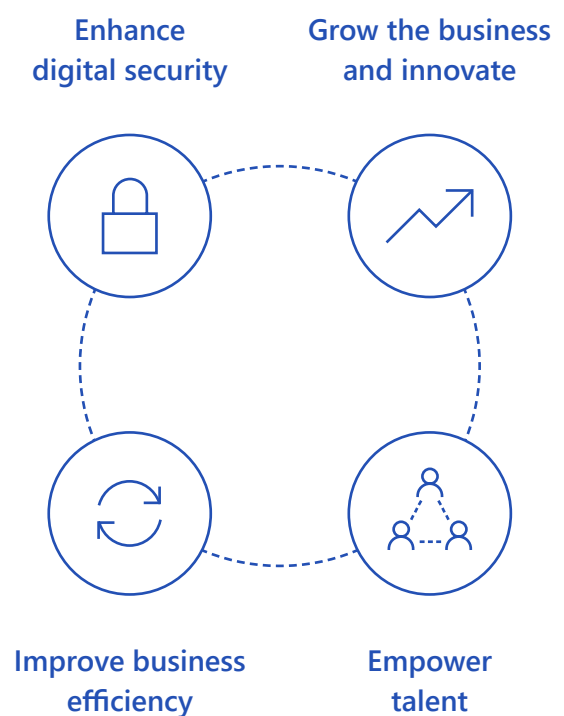 Enhance
digital security
Grow the business
and innovate
Improve business
efficiency
Empower
talent